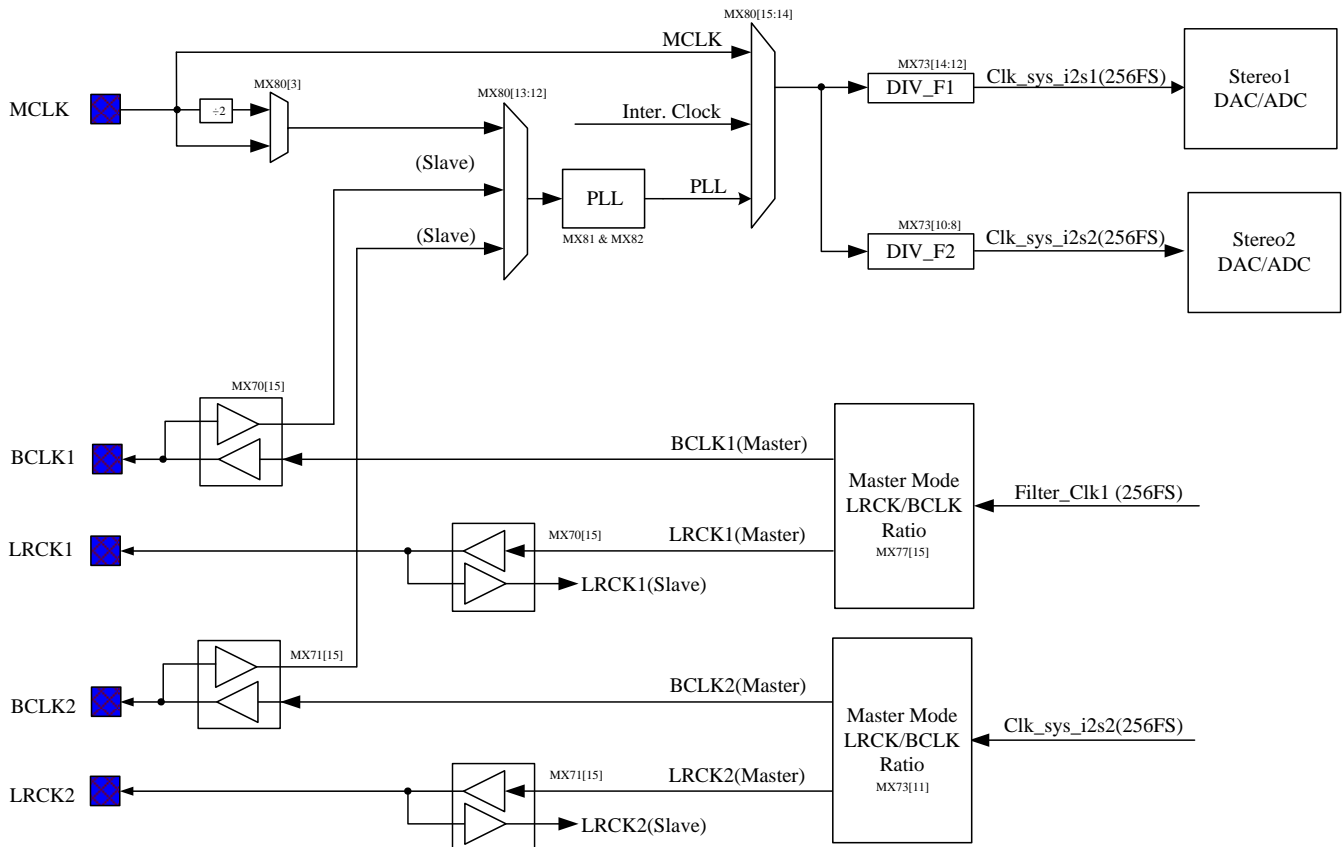 MX80[15:14]
MCLK
MX80[3]
MX80[13:12]
MX73[14:12]
MCLK
÷2
DIV_F1
Clk_sys_i2s1(256FS)
Stereo1
DAC/ADC
Inter. Clock
(Slave)
PLL
PLL
MX81 & MX82
(Slave)
MX73[10:8]
DIV_F2
Clk_sys_i2s2(256FS)
Stereo2
DAC/ADC
MX70[15]
BCLK1
BCLK1(Master)
Master Mode
LRCK/BCLK
Ratio
MX77[15]
Filter_Clk1 (256FS)
LRCK1
MX70[15]
LRCK1(Master)
LRCK1(Slave)
MX71[15]
BCLK2
BCLK2(Master)
Master Mode
LRCK/BCLK
Ratio
MX73[11]
Clk_sys_i2s2(256FS)
LRCK2
MX71[15]
LRCK2(Master)
LRCK2(Slave)